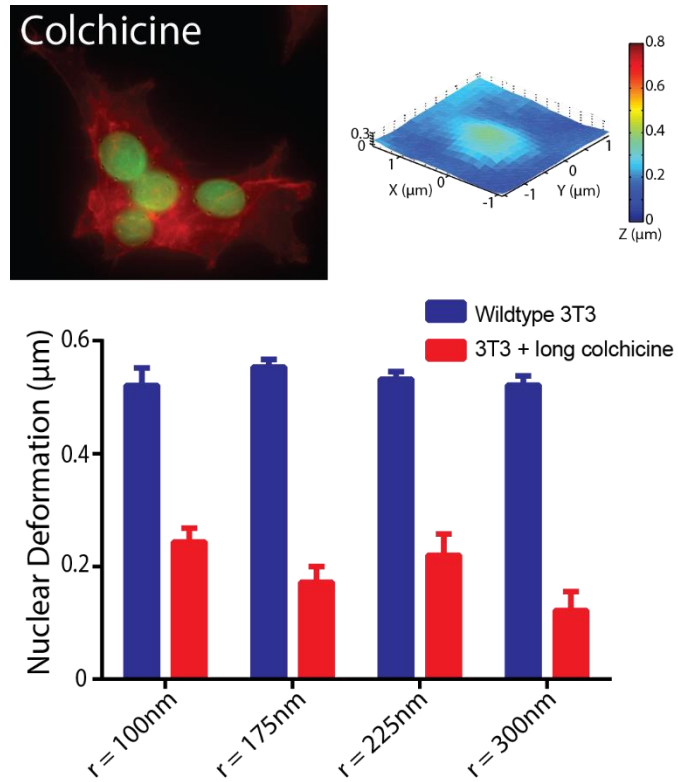 Colchicine
0.8
0.6
0.4
0.2
0
Z (µm)
0.3
0
1
0
-1
X (µm)
-1
0
1
Y (µm)
Wildtype 3T3
3T3 + long colchicine
Nuclear Deformation (µm)
0.6
0.4
0.2
0
r = 100nm
r = 175nm
r = 225nm
r = 300nm